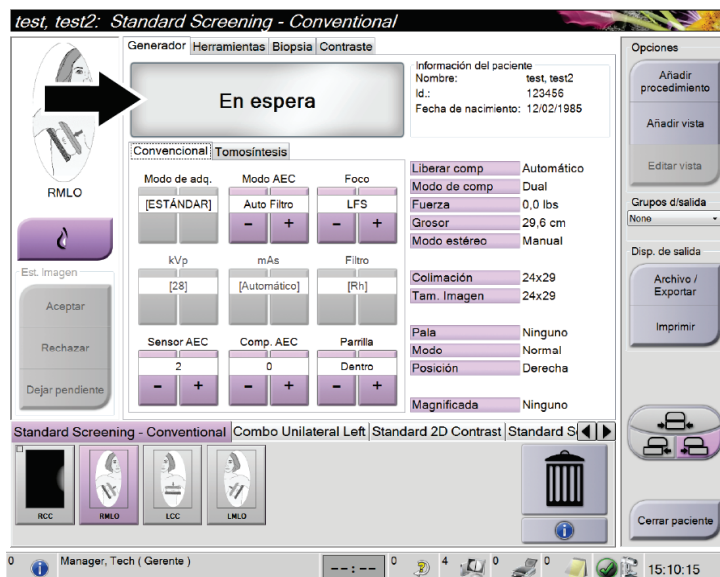 test, test2: Standard Screening - Conventional
Generador Herramientas Biopsia Contraste
En espera
Información del paciente
Nombre: test, test2
Id.: 123456
Fecha de nacimiento: 12/02/1985
Opciones
Añadir
procedimiento
Añadir vista
Editar vista
Grupos d/salida
None
Disp. de salida
Archivo /
Exportar
Imprimir
Cerrar paciente
RMLO
Est. Imagen
Aceptar
Rechazar
Dejar pendiente
Convencional Tomosíntesis
Modo de adq. Modo AEC Foco
[ESTÁNDAR] Auto Filtro LFS
- + - +
kVp mAs Filtro
[28] [Automático] [Rh]
Sensor AEC Comp. AEC Parrilla
2 0 Dentro
- + - + - +
Liberar comp Automático
Modo de comp Dual
Fuerza 0,0 lbs
Grosor 29,6 cm
Modo estéreo Manual
Colimación 24x29
Tam. Imagen 24x29
Pala Ninguno
Modo Normal
Posición Derecha
Magnificada Ninguno
Standard Screening - Conventional Combo Unilateral Left Standard 2D Contrast Standard
RCC RMLO LCC LMLO
0 Manager, Tech ( Gerente ) --:-- 0 4 0 0 15:10:15